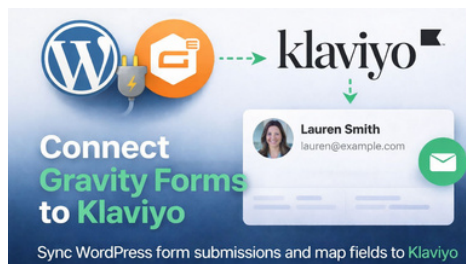 klaviyo
Lauren Smith
lauren@example.com
Connect
Gravity Forms
to Klaviyo
Sync WordPress form submissions and map fields to Klaviyo